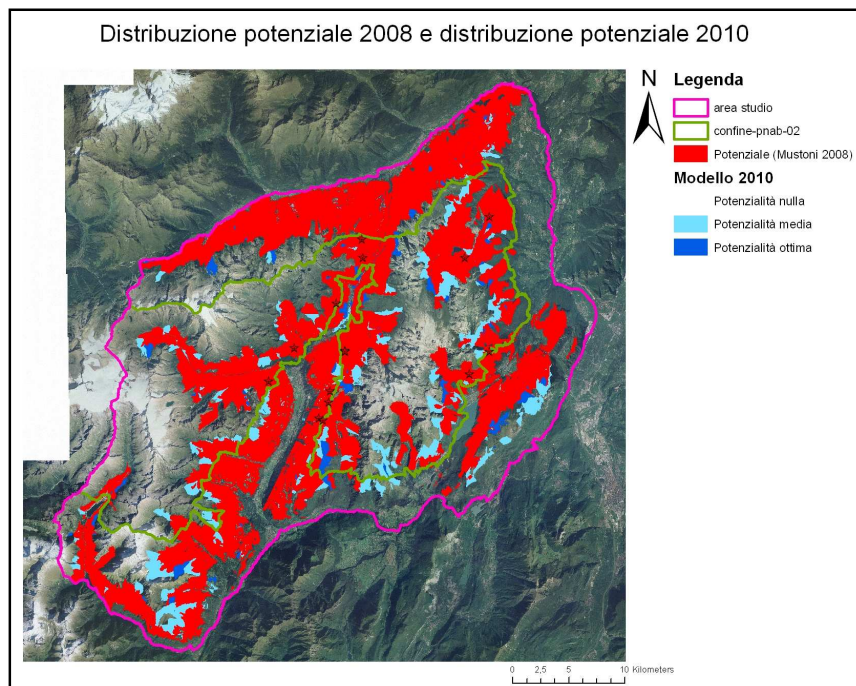 Distribuzione potenziale 2008 e distribuzione potenziale 2010
N
Legenda
area studio
confine-pnab-02
Potenziale (Mustoni 2008)
Modello 2010
Potenzialità nulla
Potenzialità media
Potenzialità ottima
0 2,5 5 10 Kilometers